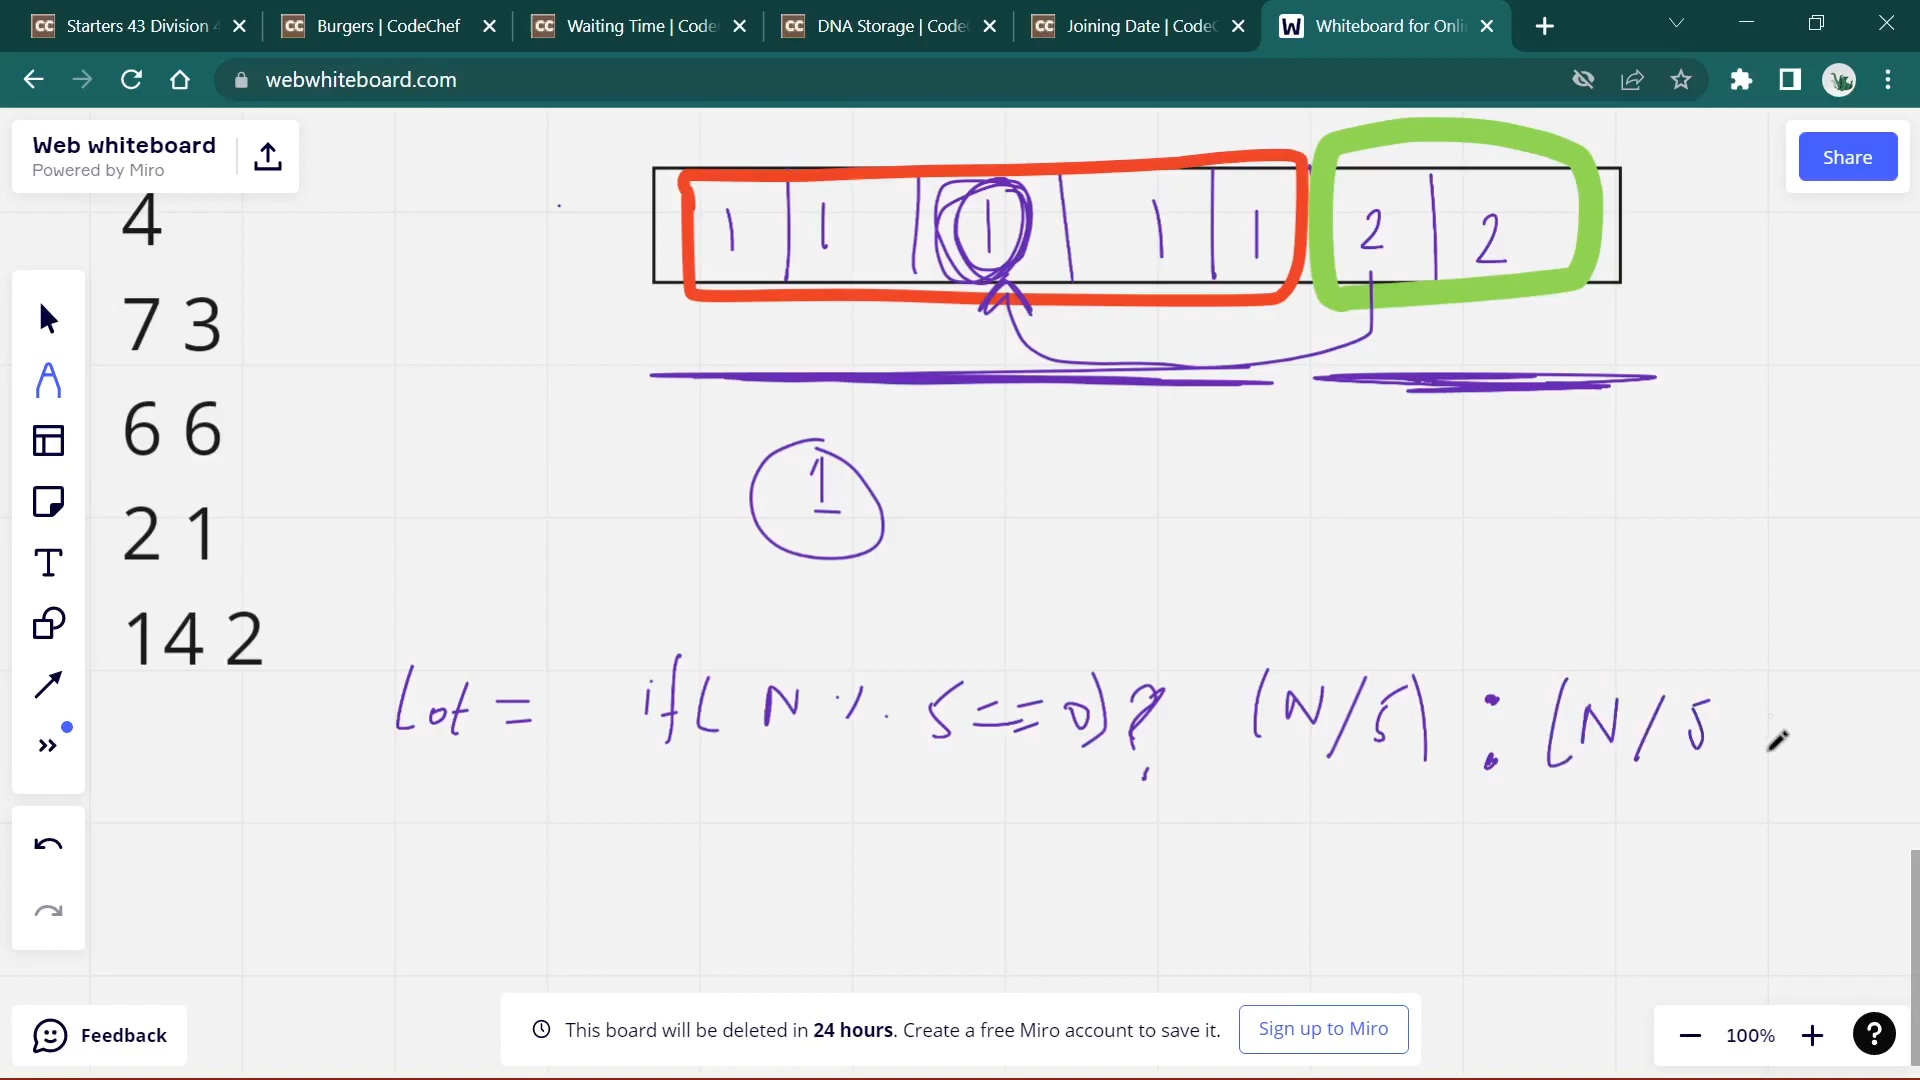 Starters 43 Division 4
Burgers | CodeChef
Waiting Time | Code
DNA Storage | Code
Joining Date | CodeC
Whiteboard for Onli
webwhiteboard.com
Web whiteboard
Powered by Miro
Share
4
7 3
6 6
2 1
14 2
1 1 1 1 1 2 2
1
Lot = if( N % 5 == 0) ? (N/5) : (N/5
Feedback
This board will be deleted in 24 hours. Create a free Miro account to save it.
Sign up to Miro
100%